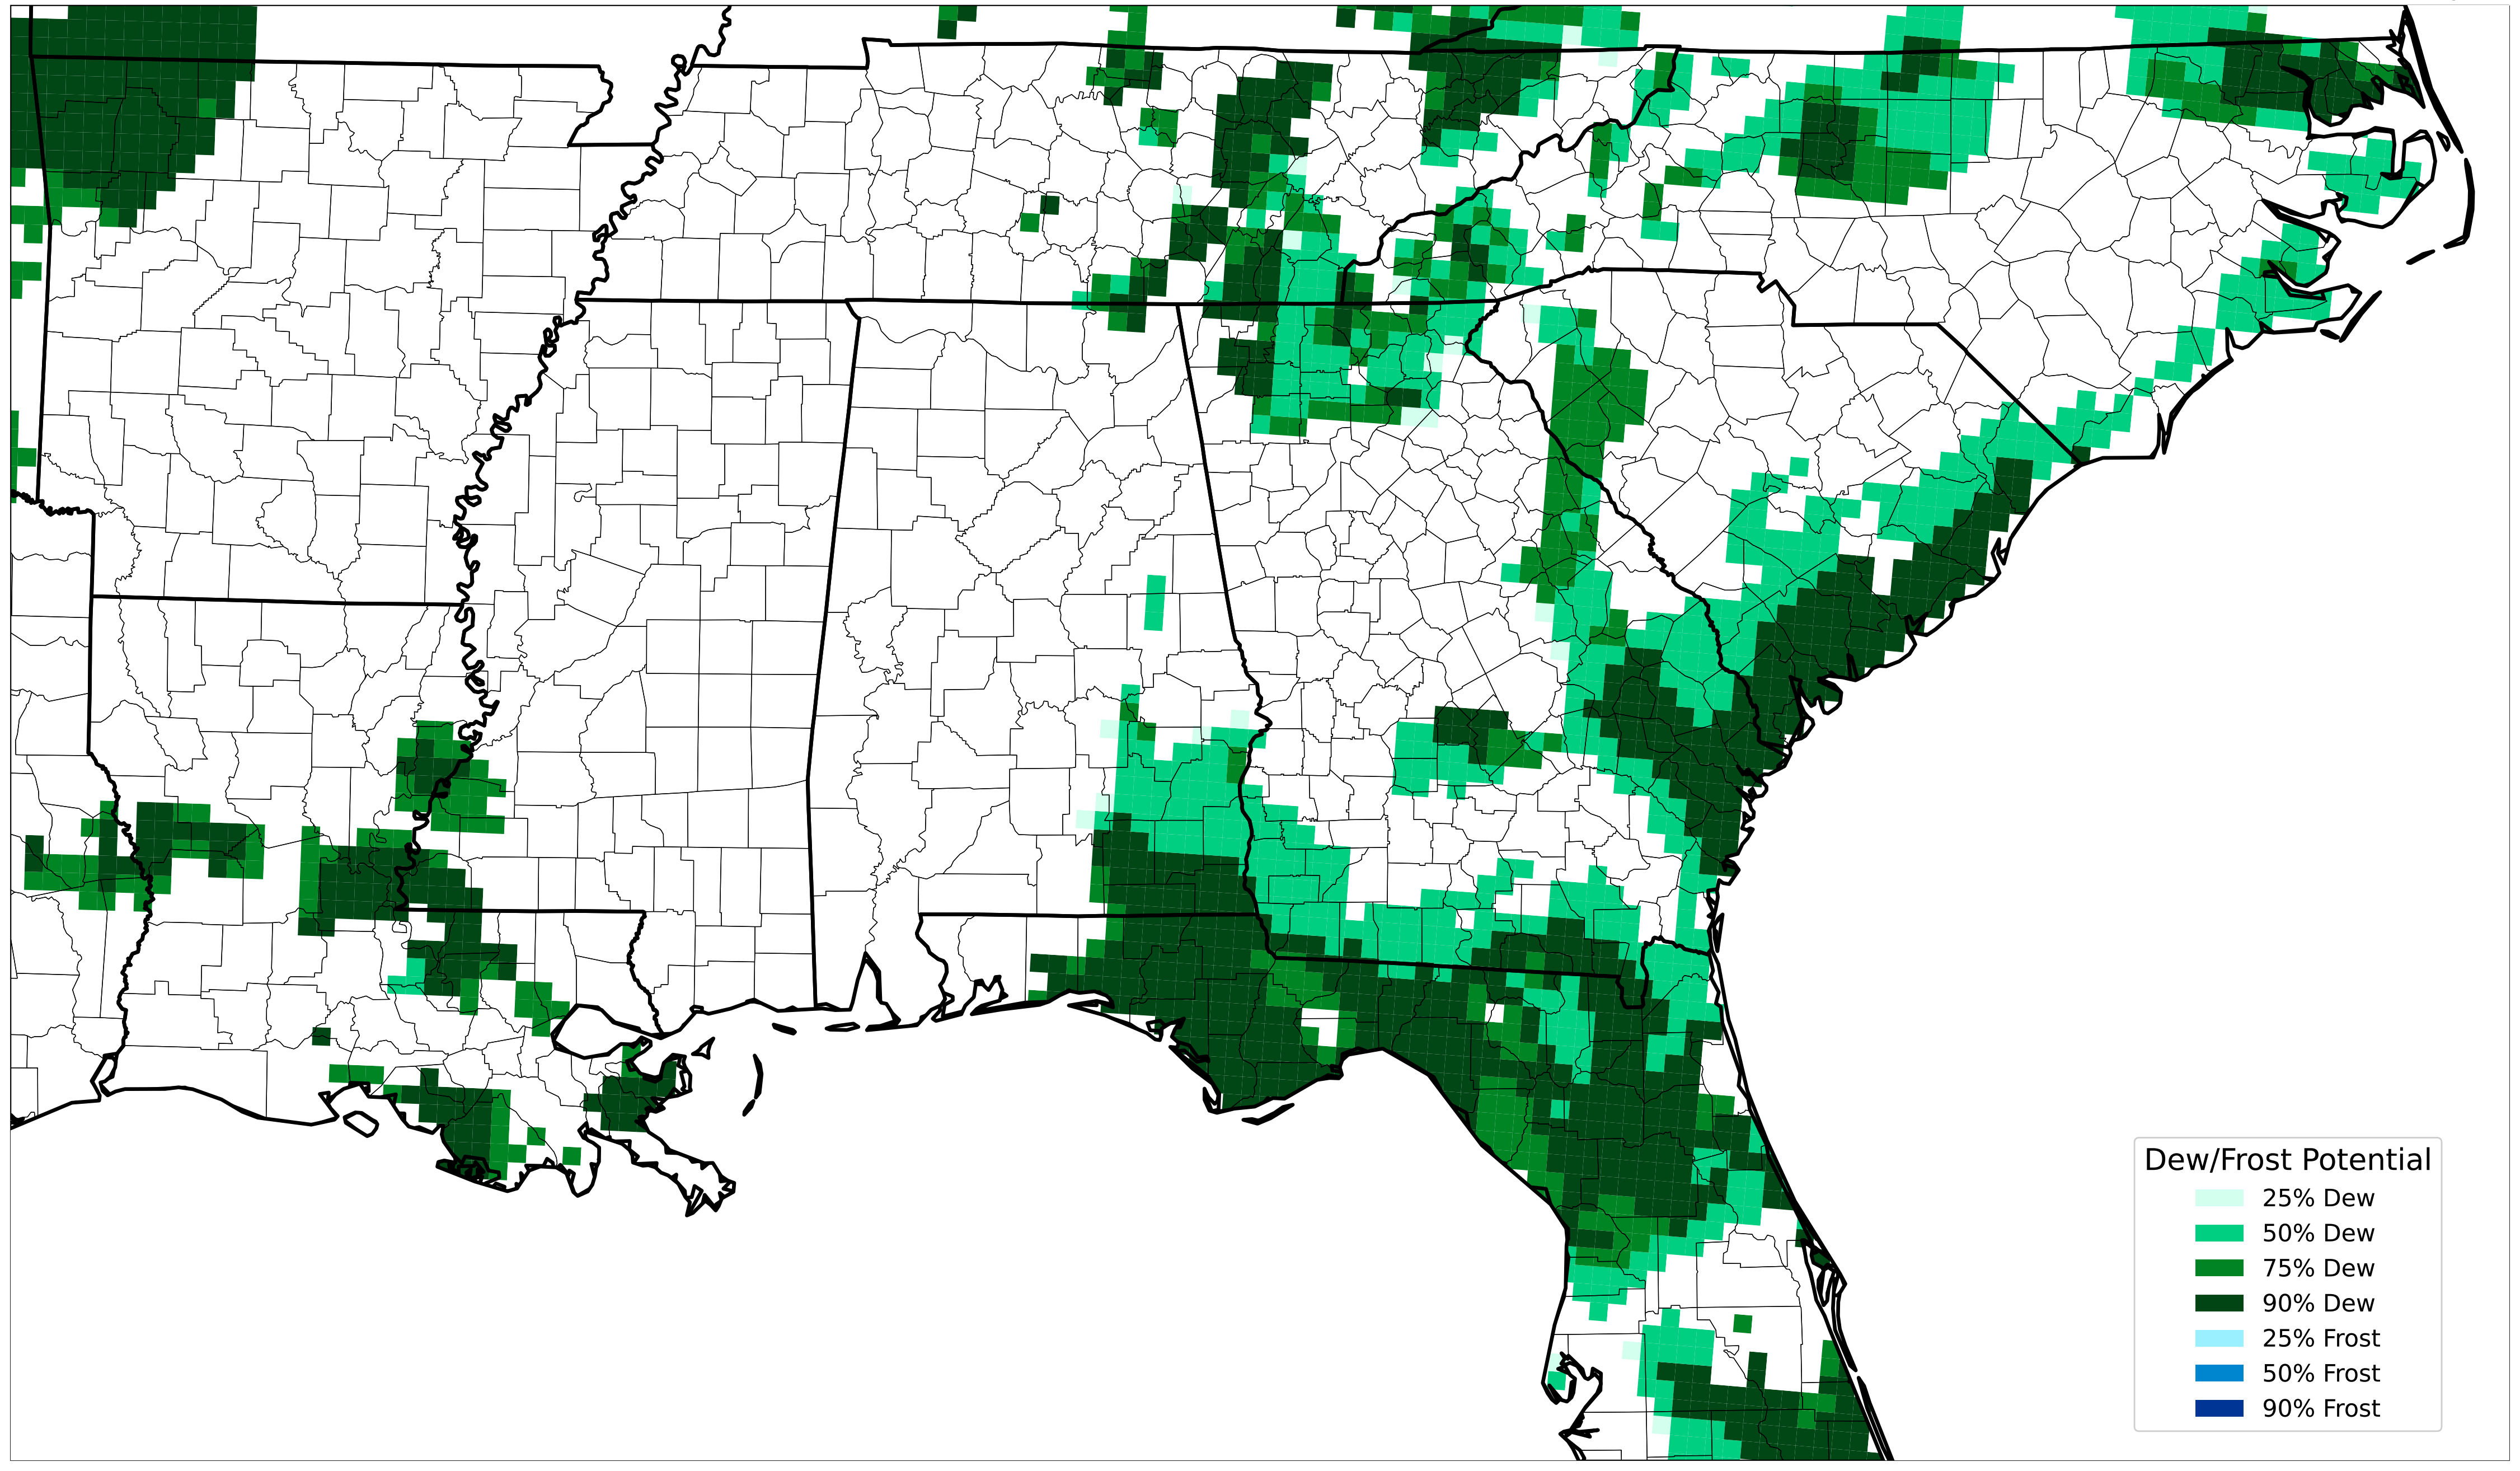 Dew/Frost Potential
25% Dew
50% Dew
75% Dew
90% Dew
25% Frost
50% Frost
90% Frost